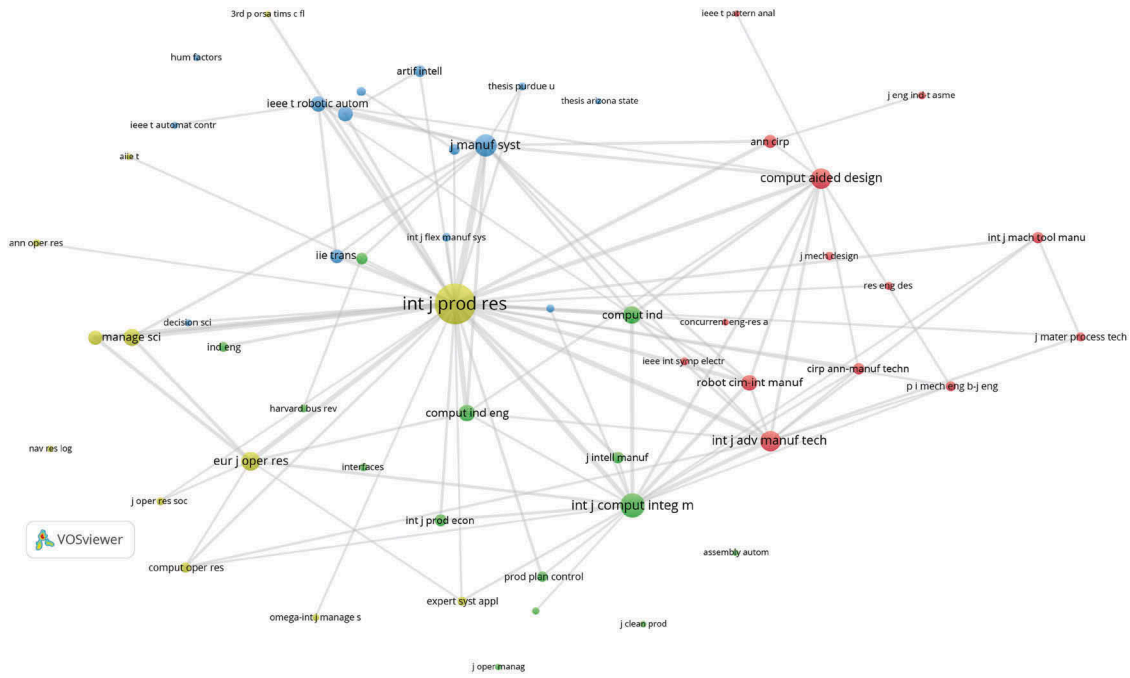 3rd p orsa tims c fl
ieee t pattern anal
hum factors
artif intell
thesis purdue u
thesis arizona state
j eng ind-t asme
ieee t robotic autom
ieee t automat contr
j manuf syst
ann cirp
aiie t
comput aided design
ann oper res
int j flex manuf sys
int j mach tool manu
iie trans
j mech design
res eng des
int j prod res
comput ind
concurrent eng-res a
decision sci
manage sci
ind eng
j mater process tech
ieee int symp electr
cirp ann-manuf techn
robot cim-int manuf
p i mech eng b-j eng
harvard bus rev
comput ind eng
int j adv manuf tech
nav res log
eur j oper res
interfaces
j intell manuf
j oper res soc
int j comput integ m
int j prod econ
VOSviewer
assembly autom
comput oper res
prod plan control
expert syst appl
omega-int j manage s
j clean prod
j oper manag